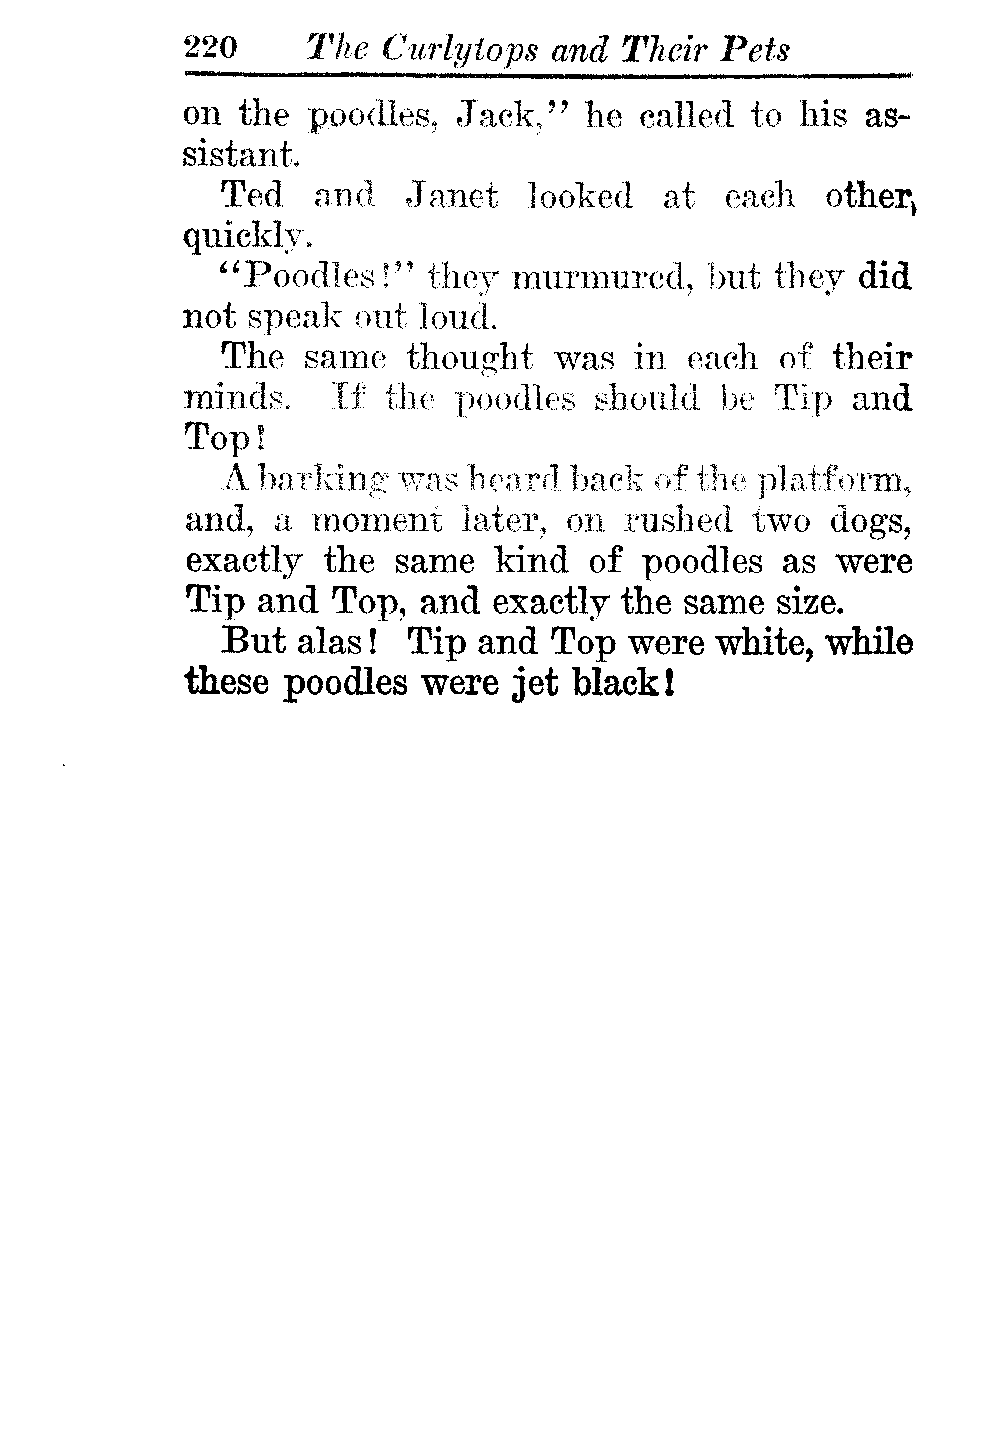 220 The Curlytops and Their Pets
on the poodles, Jack,” he called to his as-
sistant.
Ted and Janet looked at each other,
quickly.
“Poodles!” they murmured, but they did
not speak out loud.
The same thought was in each of their
minds. If the poodles should be Tip and
Top!
A barking was heard back of the platform,
and, a moment later, on rushed two dogs,
exactly the same kind of poodles as were
Tip and Top, and exactly the same size.
But alas! Tip and Top were white, while
these poodles were jet black!